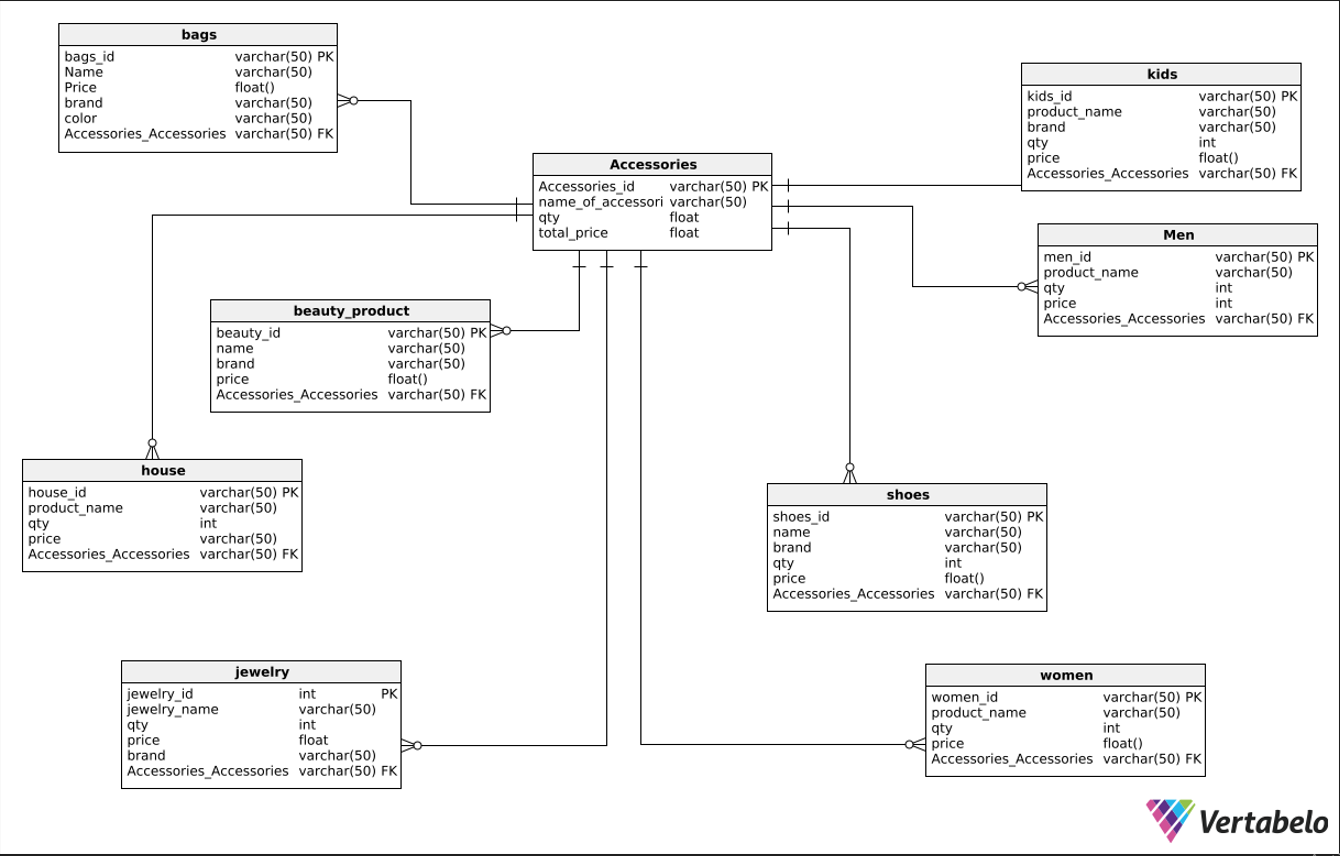 bags
bags_id varchar(50) PK
Name varchar(50)
Price float()
brand varchar(50)
color varchar(50)
Accessories_Accessories varchar(50) FK
kids
kids_id varchar(50) PK
product_name varchar(50)
brand varchar(50)
qty int
price float()
Accessories_Accessories varchar(50) FK
Accessories
Accessories_id varchar(50) PK
name_of_accessori varchar(50)
qty float
total_price float
Men
men_id varchar(50) PK
product_name varchar(50)
qty int
price int
Accessories_Accessories varchar(50) FK
beauty_product
beauty_id varchar(50) PK
name varchar(50)
brand varchar(50)
price float()
Accessories_Accessories varchar(50) FK
house
house_id varchar(50) PK
product_name varchar(50)
qty int
price varchar(50)
Accessories_Accessories varchar(50) FK
shoes
shoes_id varchar(50) PK
name varchar(50)
brand varchar(50)
qty int
price float()
Accessories_Accessories varchar(50) FK
jewelry
jewelry_id int PK
jewelry_name varchar(50)
qty int
price float
brand varchar(50)
Accessories_Accessories varchar(50) FK
women
women_id varchar(50) PK
product_name varchar(50)
qty int
price float()
Accessories_Accessories varchar(50) FK
Vertabelo